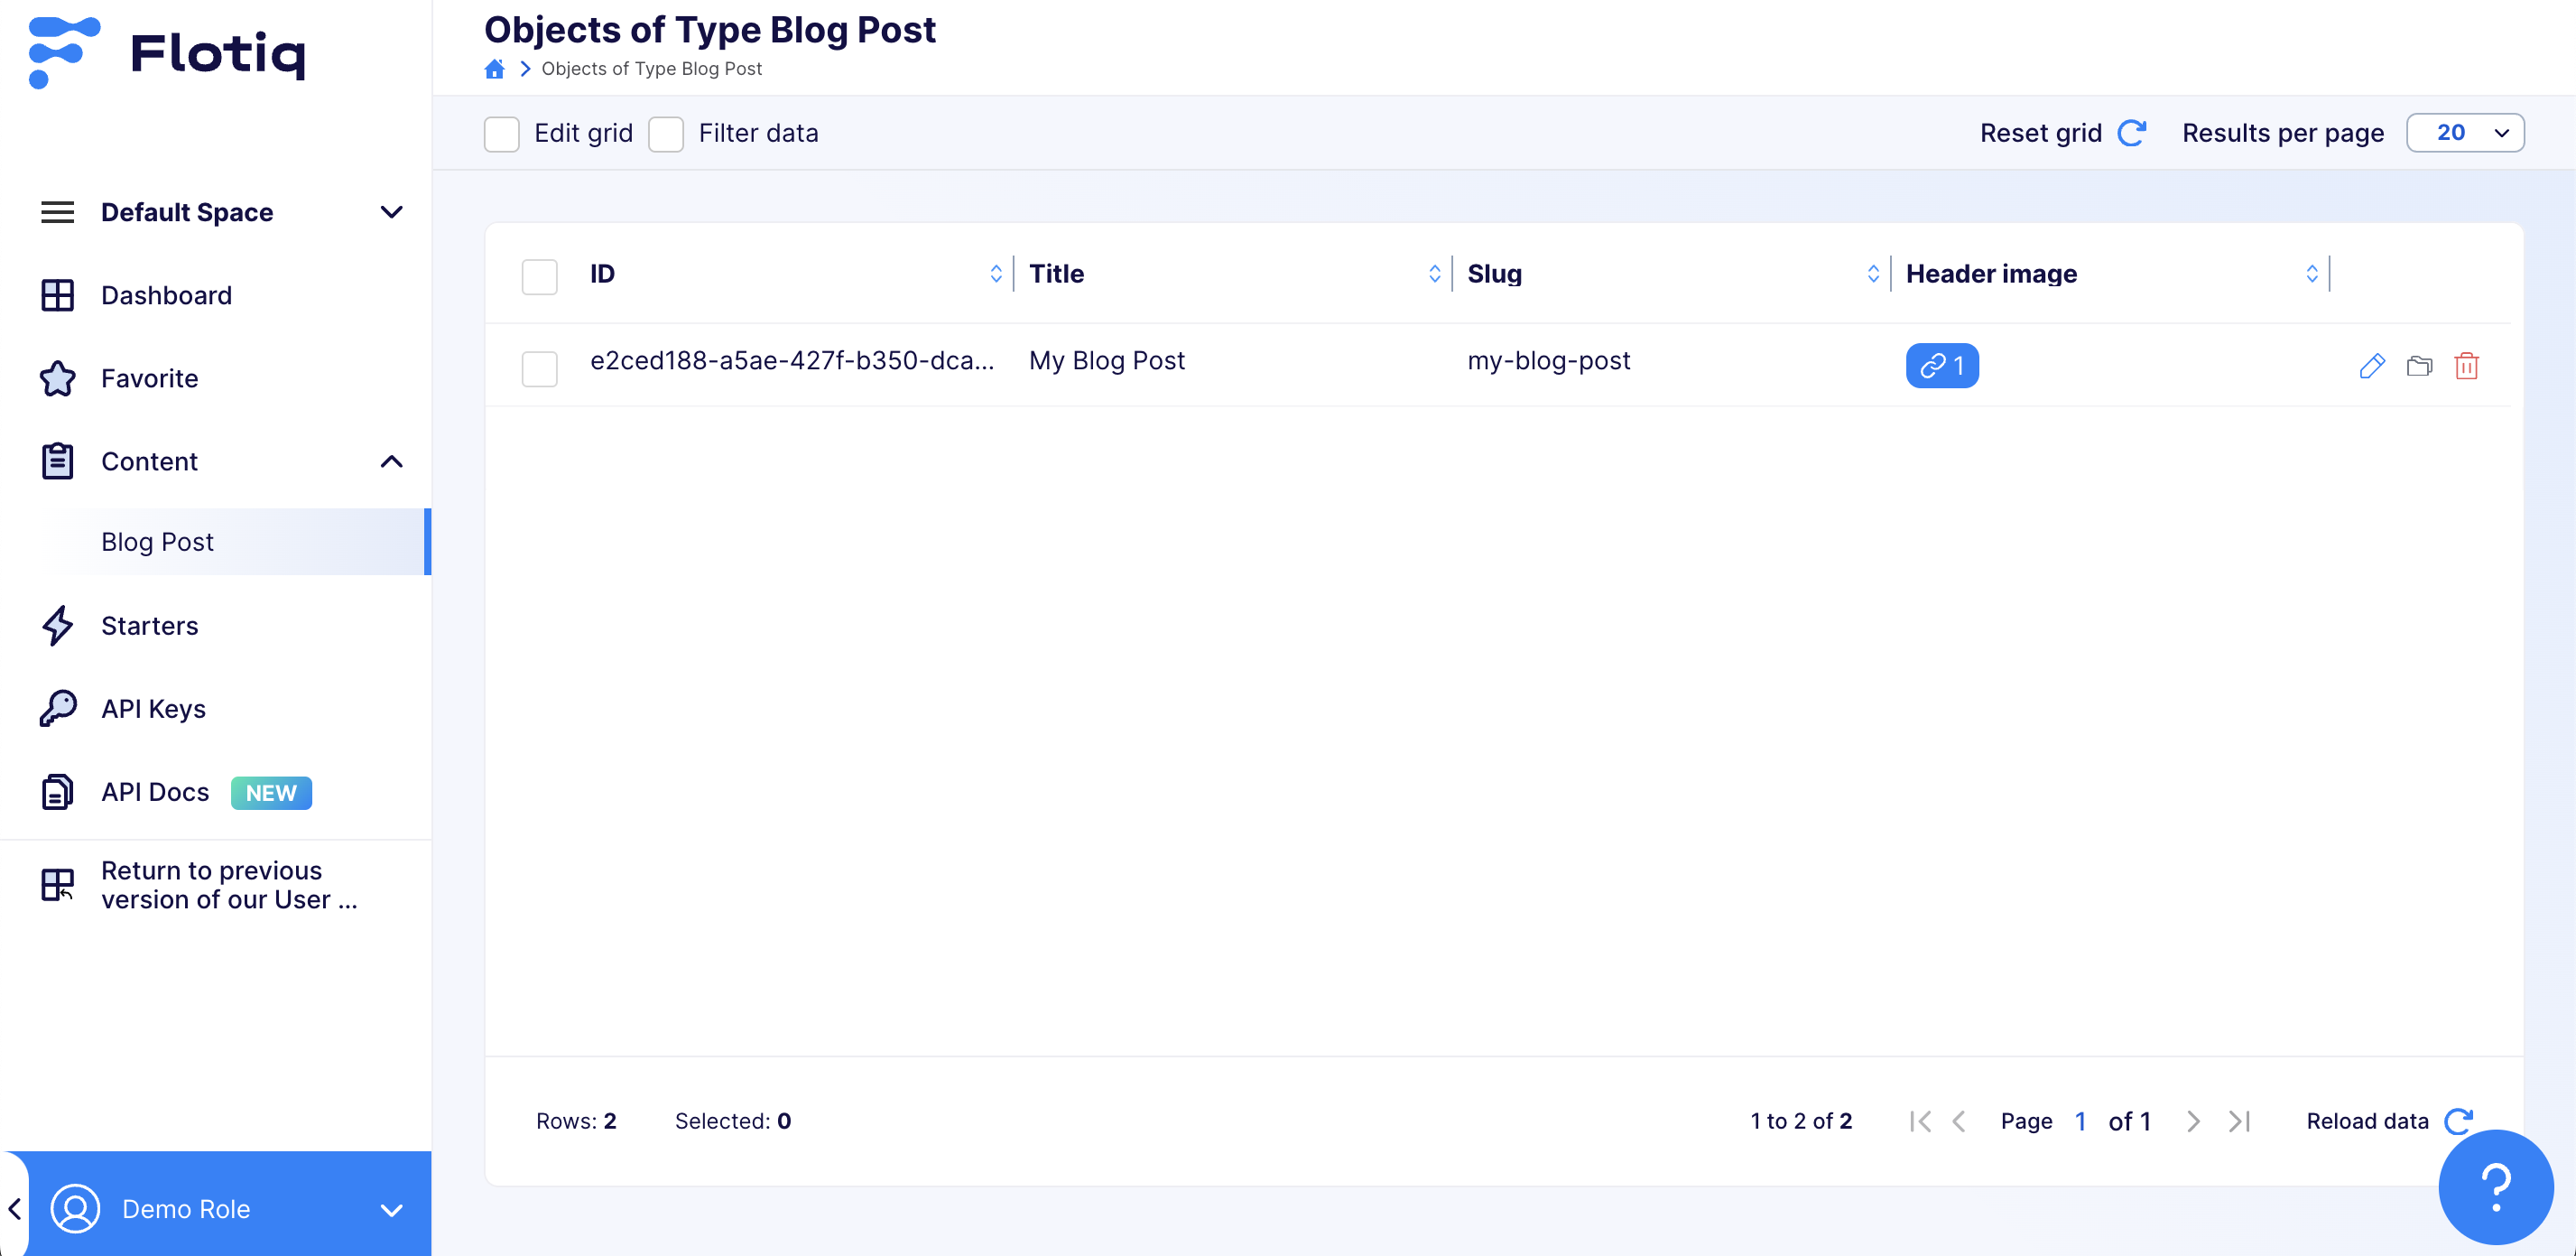 Flotiq
Default Space
Dashboard
Favorite
Content
Blog Post
Starters
API Keys
API Docs NEW
Return to previous
version of our User ...
Demo Role
Objects of Type Blog Post
Objects of Type Blog Post
Edit grid Filter data Reset grid Results per page 20
ID Title Slug Header image
e2ced188-a5ae-427f-b350-dca... My Blog Post my-blog-post 1
Rows: 2 Selected: 0 1 to 2 of 2 Page 1 of 1 Reload data
?